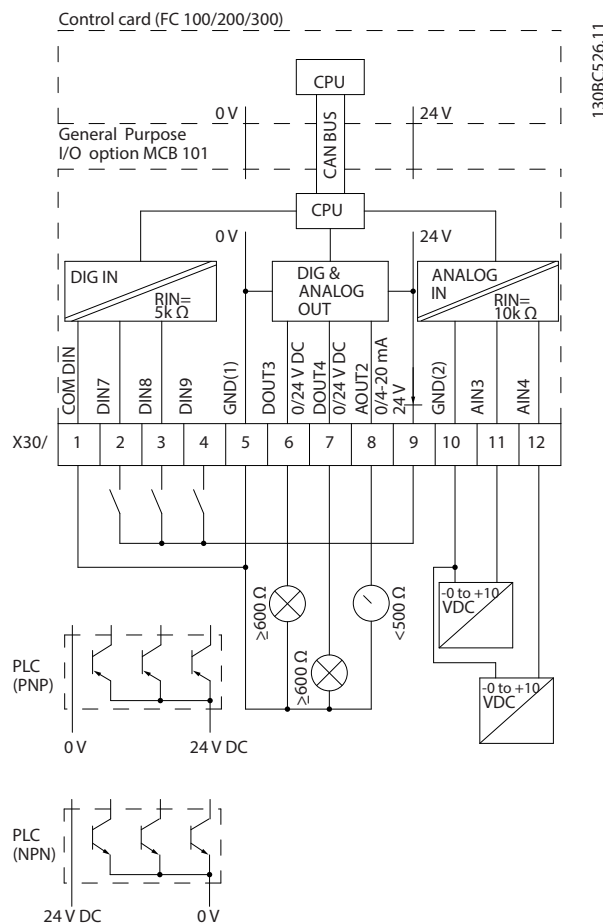 Control card (FC 100/200/300)
130BC526.11
CPU
0 V
24 V
CAN BUS
General Purpose
I/O option MCB 101
CPU
0 V
24 V
DIG IN
RIN=
5k Ω
DIG &
ANALOG
OUT
ANALOG
IN
RIN=
10k Ω
COM DIN
DIN7
DIN8
DIN9
GND(1)
DOUT3
0/24 V DC
DOUT4
0/24 V DC
AOUT2
0/4-20 mA
24 V
GND(2)
AIN3
AIN4
X30/ 1 2 3 4 5 6 7 8 9 10 11 12
≥600 Ω
≥600 Ω
<500 Ω
-0 to +10
VDC
-0 to +10
VDC
PLC
(PNP)
0 V
24 V DC
PLC
(NPN)
24 V DC
0 V